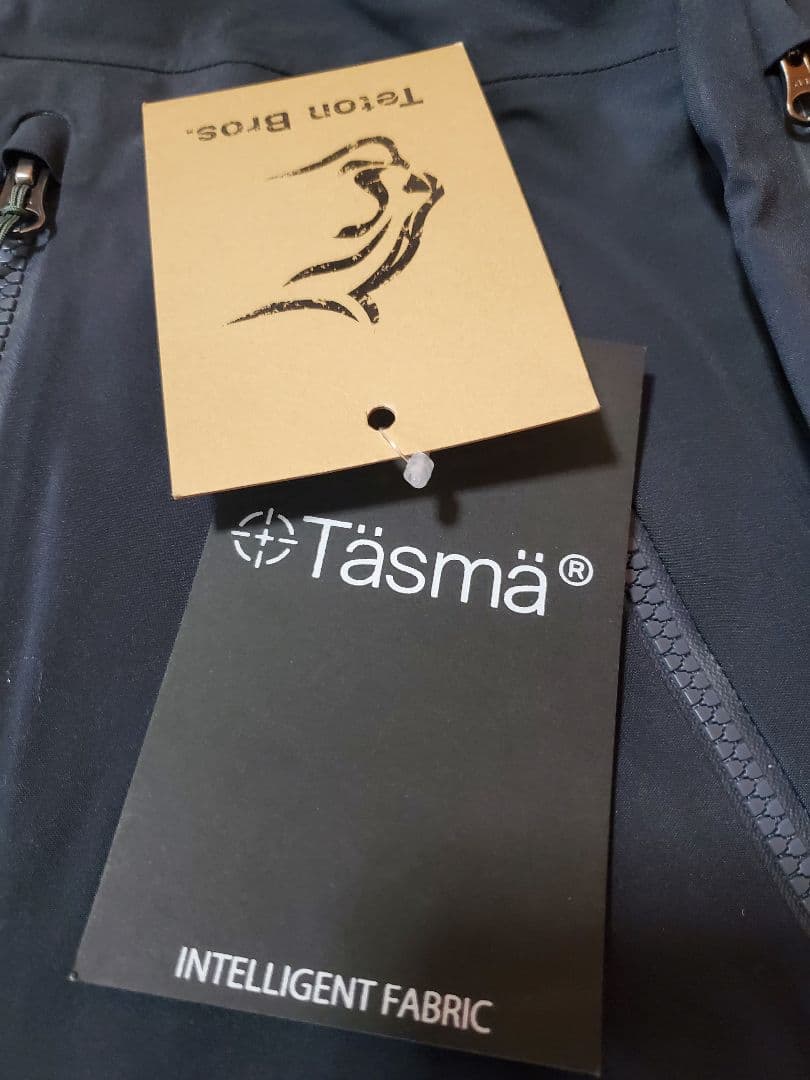 Teton Bros.
Täsmä®
INTELLIGENT FABRIC